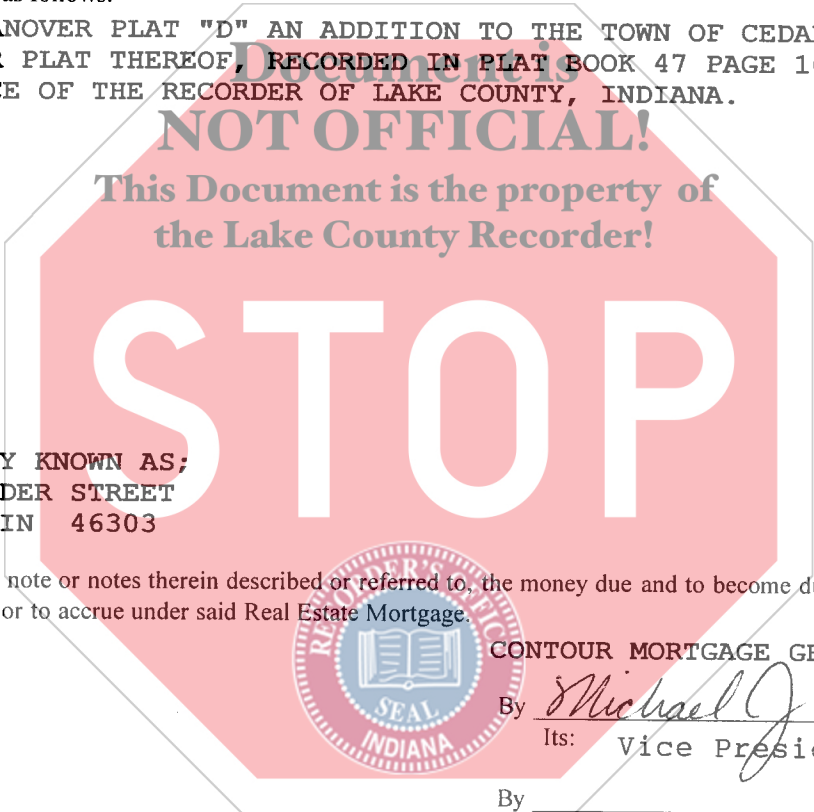 as follows:
ANOVER PLAT "D" AN ADDITION TO THE TOWN OF CEDA
R PLAT THEREOF, RECORDED IN PLAT BOOK 47 PAGE 1
CE OF THE RECORDER OF LAKE COUNTY, INDIANA.
Document is
NOT OFFICIAL!
This Document is the property of
the Lake County Recorder!
STOP
Y KNOWN AS;
DER STREET
IN 46303
note or notes therein described or referred to, the money due and to become d
or to accrue under said Real Estate Mortgage.
RECORDER'S OFFICE
SEAL
INDIANA
CONTOUR MORTGAGE G
By Michael J
Its: Vice Presi
By